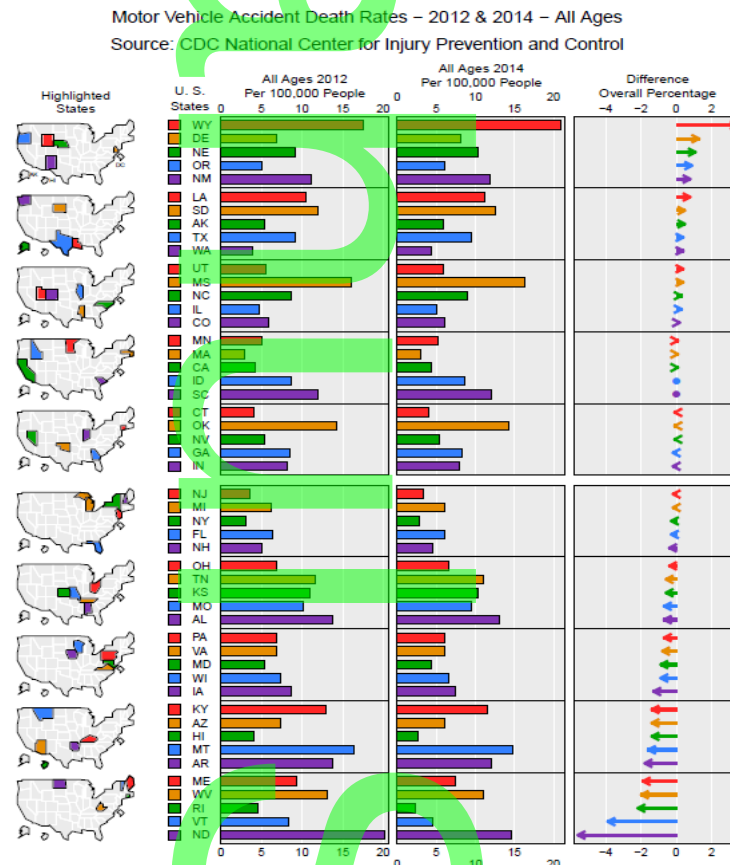 Motor Vehicle Accident Death Rates − 2012 & 2014 − All Ages
Source: CDC National Center for Injury Prevention and Control
Highlighted
States
U. S.
States
All Ages 2012
Per 100,000 People
All Ages 2014
Per 100,000 People
Difference
Overall Percentage
0 5 10 15 20
0 5 10 15 20
−4 −2 0 2
WY
DE
NE
OR
NM
LA
SD
AK
TX
WA
UT
MS
NC
IL
CO
MN
MA
CA
ID
SC
CT
OK
NV
GA
IN
NJ
MI
NY
FL
NH
OH
TN
KS
MO
AL
PA
VA
MD
WI
IA
KY
AZ
HI
MT
AR
ME
WV
RI
VT
ND
0 5 10 15 20
0 5 10 15 20
−4 −2 0 2